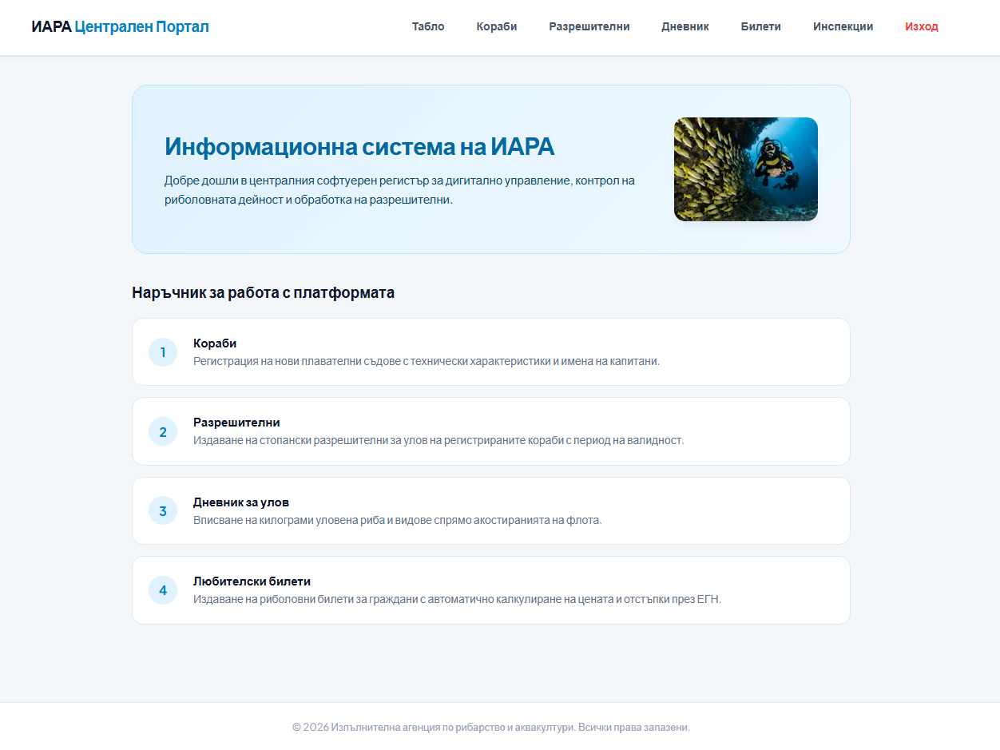 ИАРА Централен Портал
Табло Кораби Разрешителни Дневник Билети Инспекции Изход
Информационна система на ИАРА
Добре дошли в централния софтуерен регистър за дигитално управление, контрол на
риболовната дейност и обработка на разрешителни.
Наръчник за работа с платформата
1
Кораби
Регистрация на нови плавателни съдове с технически характеристики и имена на капитани.
2
Разрешителни
Издаване на стопански разрешителни за улов на регистрираните кораби с период на валидност.
3
Дневник за улов
Вписване на килограми уловена риба и видове спрямо акостиранията на флота.
4
Любителски билети
Издаване на риболовни билети за граждани с автоматично калкулиране на цената и отстъпки през ЕГН.
© 2026 Изпълнителна агенция по рибарство и аквакултури. Всички права запазени.